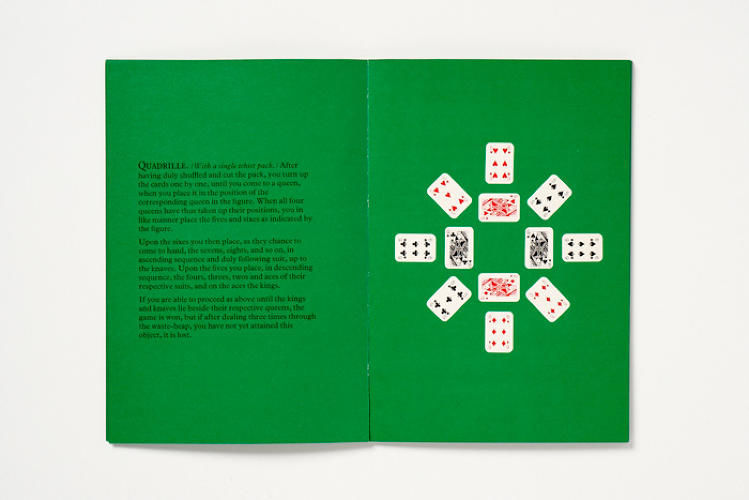 QUADRILLE. (With a single whist pack.) After
having duly shuffled and cut the pack, you turn up
the cards one by one, until you come to a queen,
when you place it in the position of the
corresponding queen in the figure. When all four
queens have thus taken up their positions, you in
like manner place the fives and sixes as indicated by
the figure.
Upon the sixes you then place, as they chance to
come to hand, the sevens, eights, and so on, in
ascending sequence and duly following suit, up to
the knaves. Upon the fives you place, in descending
sequence, the fours, threes, twos and aces of their
respective suits, and on the aces the kings.
If you are able to proceed as above until the kings
and knaves lie beside their respective queens, the
game is won, but if after dealing three times through
the waste-heap, you have not yet attained this
object, it is lost.